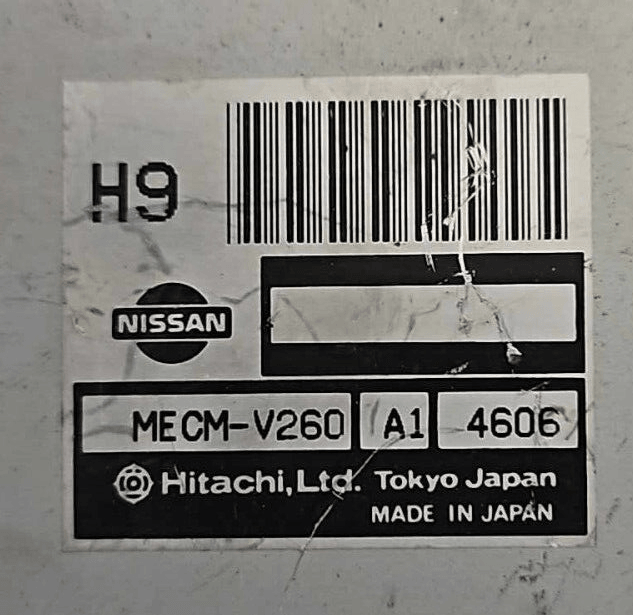 H9
NISSAN
MECM-V260 A1 4606
Hitachi, Ltd. Tokyo Japan
MADE IN JAPAN